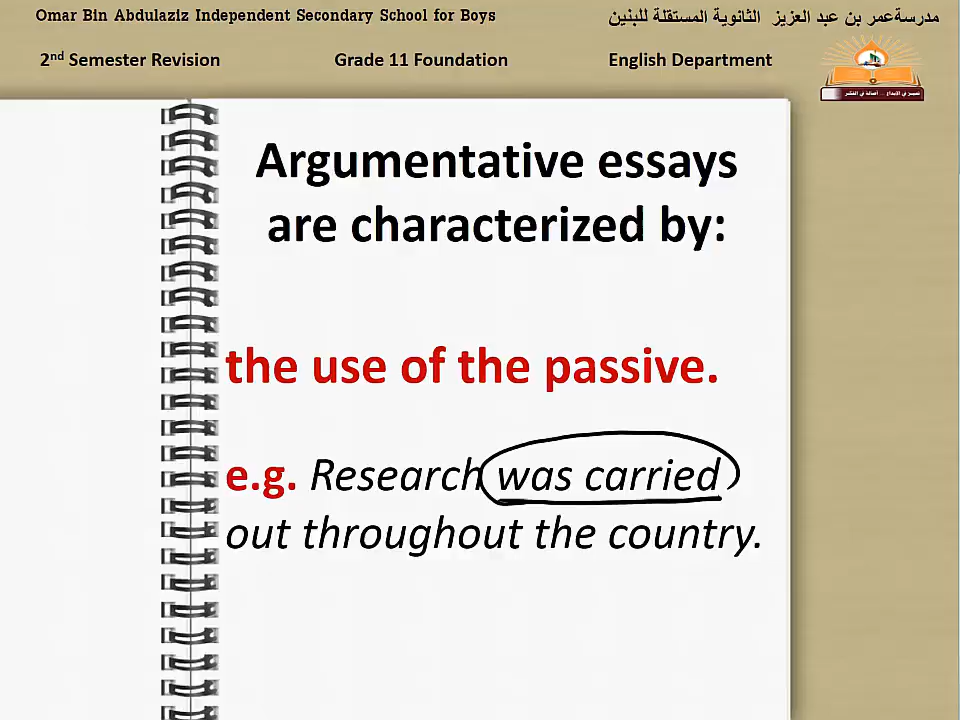 Omar Bin Abdulaziz Independent Secondary School for Boys
مدرسةعمر بن عبد العزيز الثانوية المستقلة للبنين
2nd Semester Revision
Grade 11 Foundation
English Department
Argumentative essays
are characterized by:
the use of the passive.
e.g. Research was carried
out throughout the country.